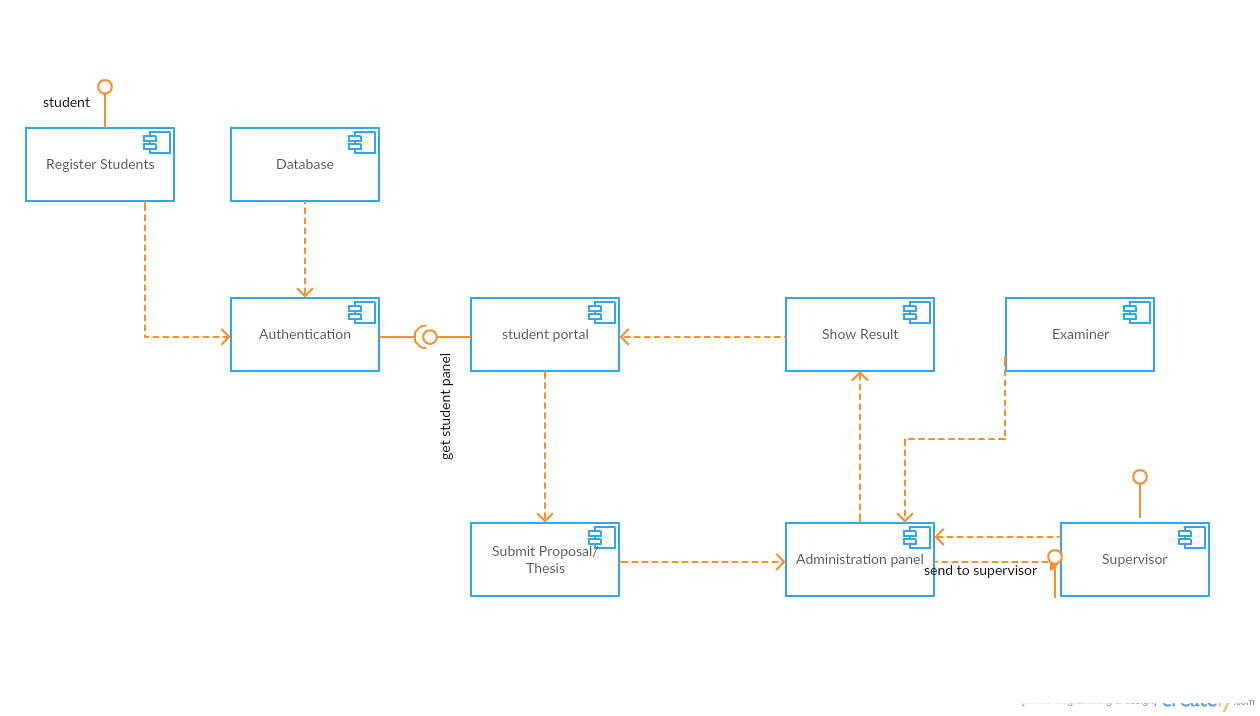 student
Register Students
Database
Authentication
student portal
Show Result
Examiner
get student panel
Submit Proposal/
Thesis
Administration panel
send to supervisor
Supervisor
creately
.com